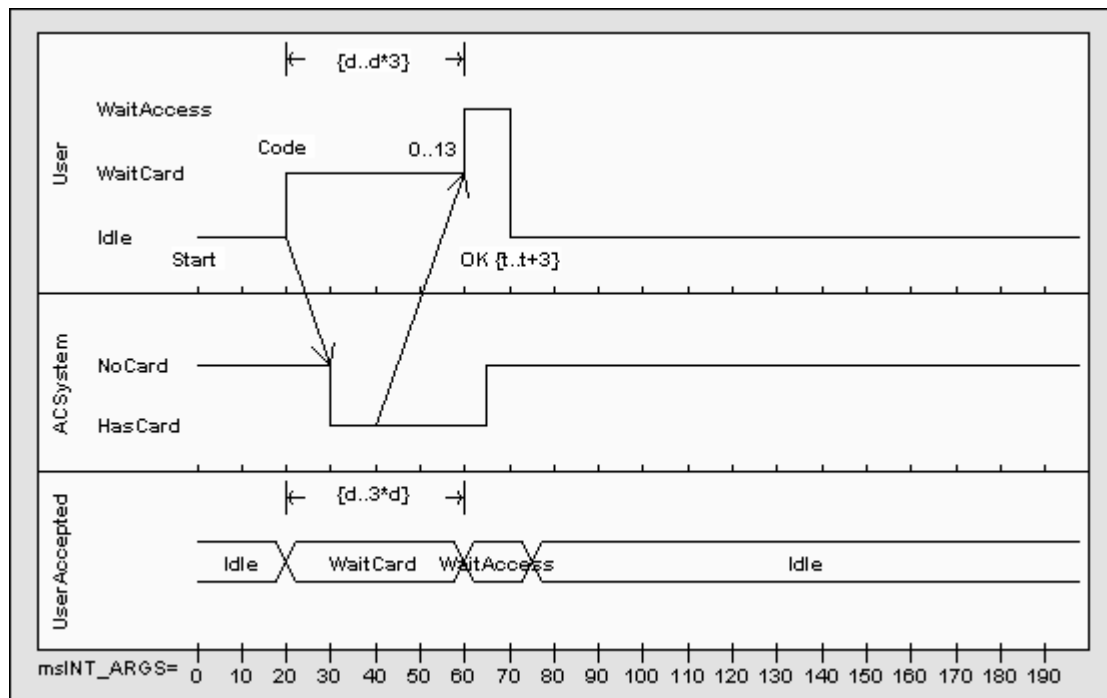 {d..d*3}
WaitAccess
Code
0..13
WaitCard
User
Idle
Start
OK {t..t+3}
ACSystem
NoCard
HasCard
{d..3*d}
UserAccepted
Idle WaitCard WaitAccess Idle
msINT_ARGS= 0 10 20 30 40 50 60 70 80 90 100 110 120 130 140 150 160 170 180 190